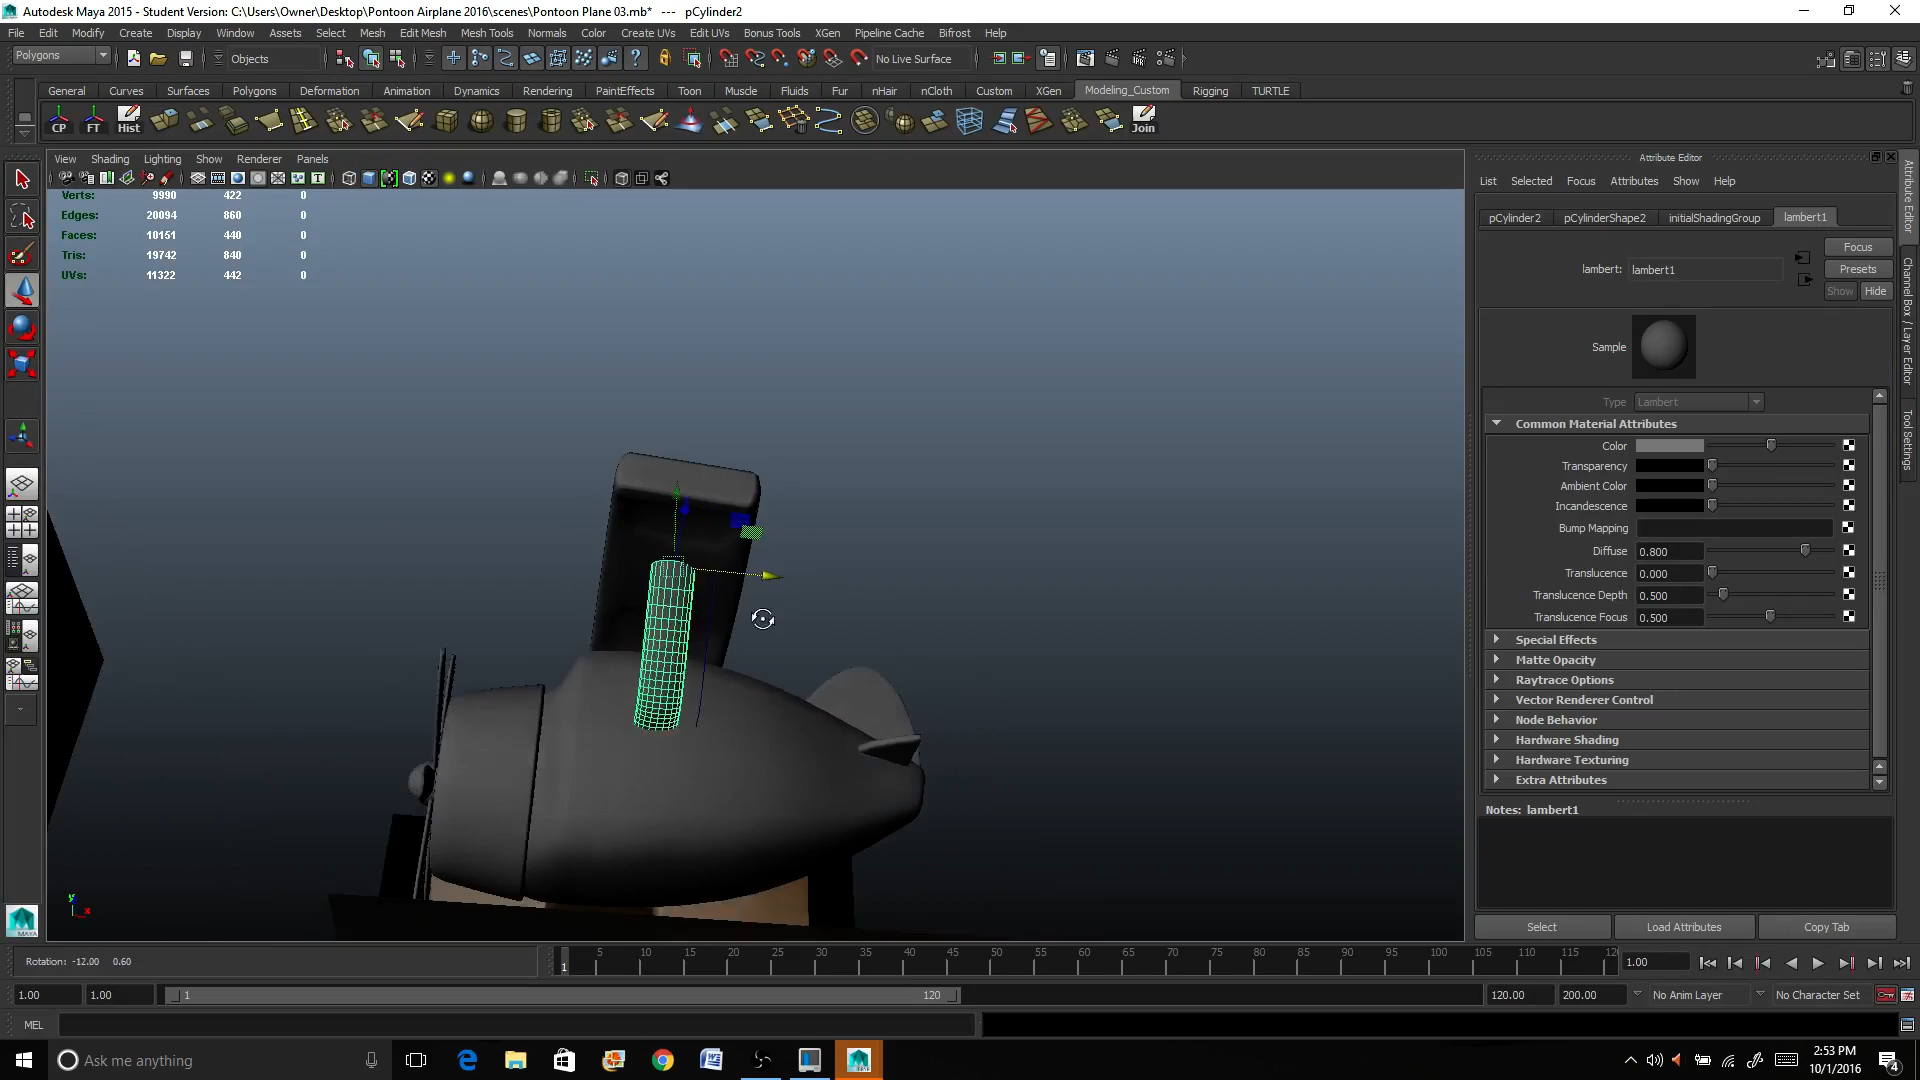 Autodesk Maya 2015 - Student Version: C:\Users\Owner\Desktop\Pontoon Airplane 2016\scenes\Pontoon Plane 03.mb* --- pCylinder2
File Edit Modify Create Display Window Assets Select Mesh Edit Mesh Mesh Tools Normals Color Create UVs Edit UVs Bonus Tools XGen Pipeline Cache Bifrost Help
Polygons Objects No Live Surface
General Curves Surfaces Polygons Deformation Animation Dynamics Rendering PaintEffects Toon Muscle Fluids Fur nHair nCloth Custom XGen Modeling_Custom Rigging TURTLE
CP FT Hist Join
View Shading Lighting Show Renderer Panels
Verts: 9990 422 0
Edges: 20094 860 0
Faces: 10151 440 0
Tris: 19742 840 0
UVs: 11322 442 0
y x
MAYA
Attribute Editor
List Selected Focus Attributes Show Help
pCylinder2 pCylinderShape2 initialShadingGroup lambert1
Focus
lambert: lambert1 Presets
Show Hide
Sample
Type Lambert
Common Material Attributes
Color
Transparency
Ambient Color
Incandescence
Bump Mapping
Diffuse 0.800
Translucence 0.000
Translucence Depth 0.500
Translucence Focus 0.500
Special Effects
Matte Opacity
Raytrace Options
Vector Renderer Control
Node Behavior
Hardware Shading
Hardware Texturing
Extra Attributes
Notes: lambert1
Select Load Attributes Copy Tab
Attribute Editor
Channel Box / Layer Editor
Tool Settings
Rotation: -12.00 0.60
1 5 10 15 20 25 30 35 40 45 50 55 60 65 70 75 80 85 90 95 100 105 110 115 12 1.00
1.00 1.00 1 120 120.00 200.00 No Anim Layer No Character Set
MEL
Ask me anything
2:53 PM
10/1/2016
4